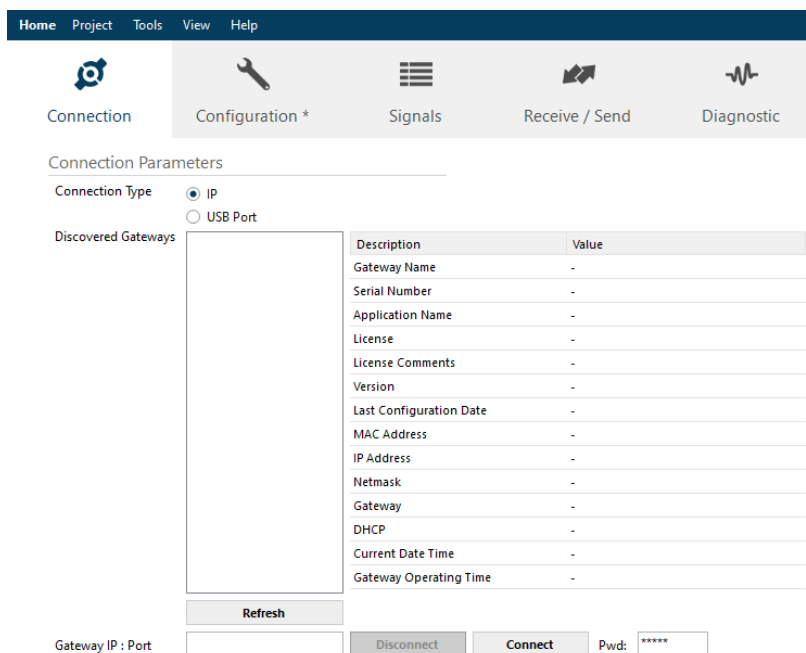 Home Project Tools View Help
Connection Configuration * Signals Receive / Send Diagnostic
Connection Parameters
Connection Type IP
USB Port
Discovered Gateways
Description Value
Gateway Name -
Serial Number -
Application Name -
License -
License Comments -
Version -
Last Configuration Date -
MAC Address -
IP Address -
Netmask -
Gateway -
DHCP -
Current Date Time -
Gateway Operating Time -
Refresh
Gateway IP : Port Disconnect Connect Pwd: *****